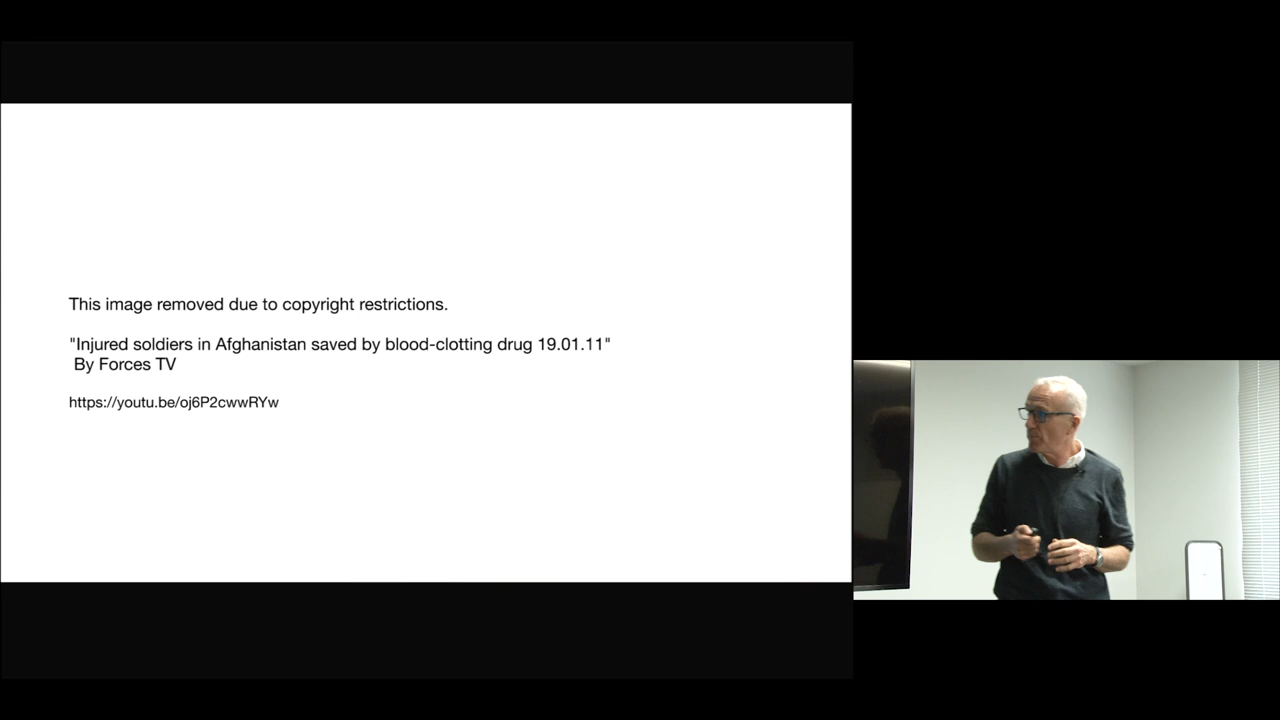 This image removed due to copyright restrictions.
"Injured soldiers in Afghanistan saved by blood-clotting drug 19.01.11"
By Forces TV
https://youtu.be/oj6P2cwwRYw